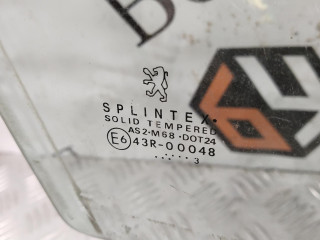 SPLINTEX
SOLID TEMPERED
AS2·M68·DOT24
E6 43R-00048
..... 3